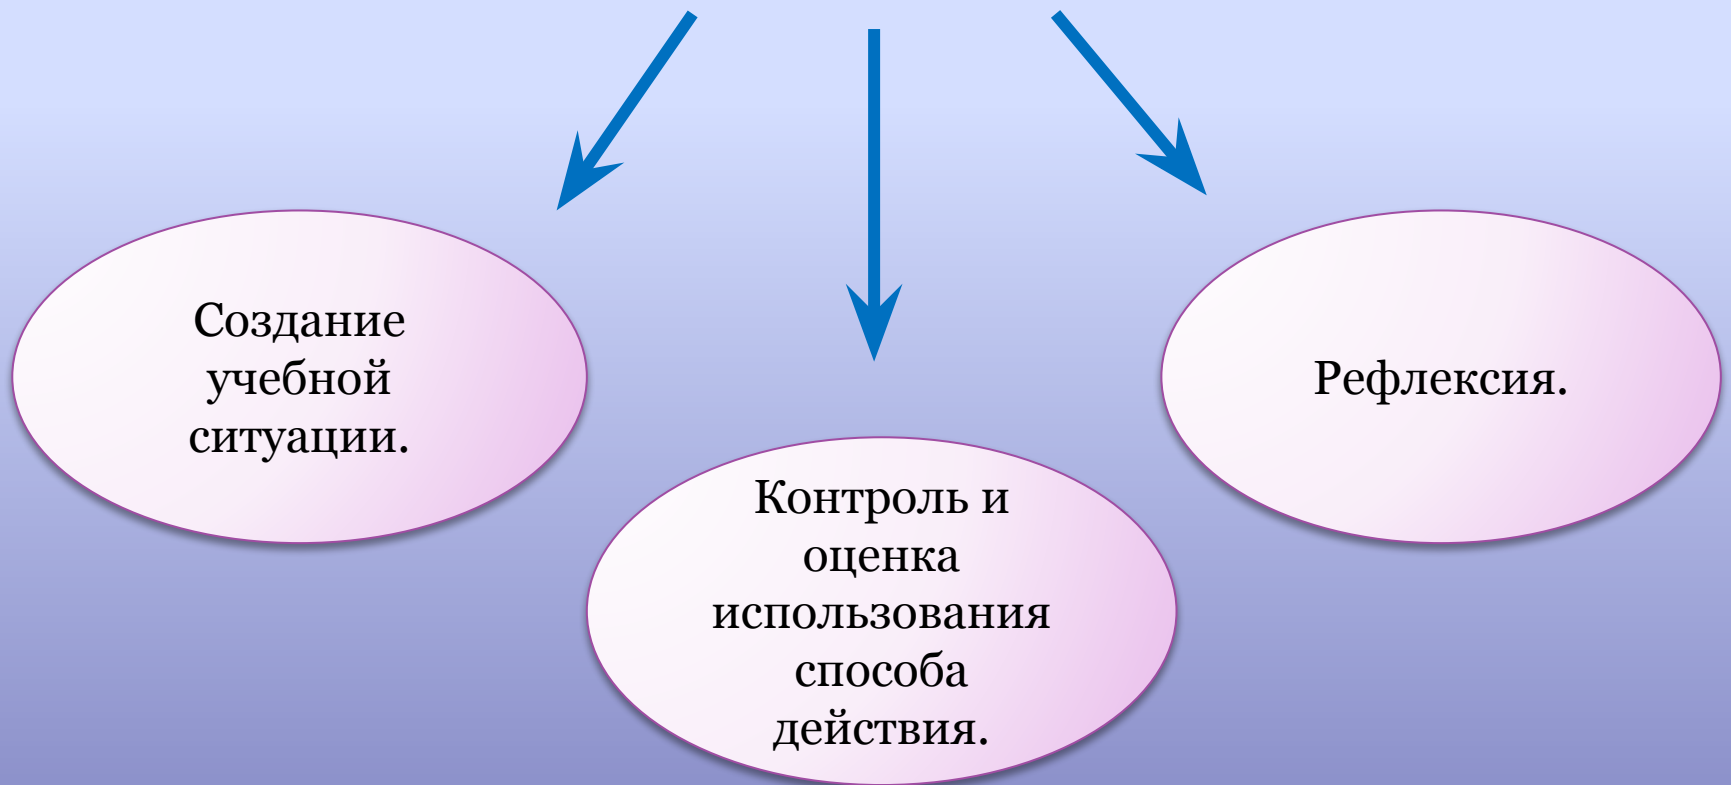 Создание
учебной
ситуации.
Контроль и
оценка
использования
способа
действия.
Рефлексия.